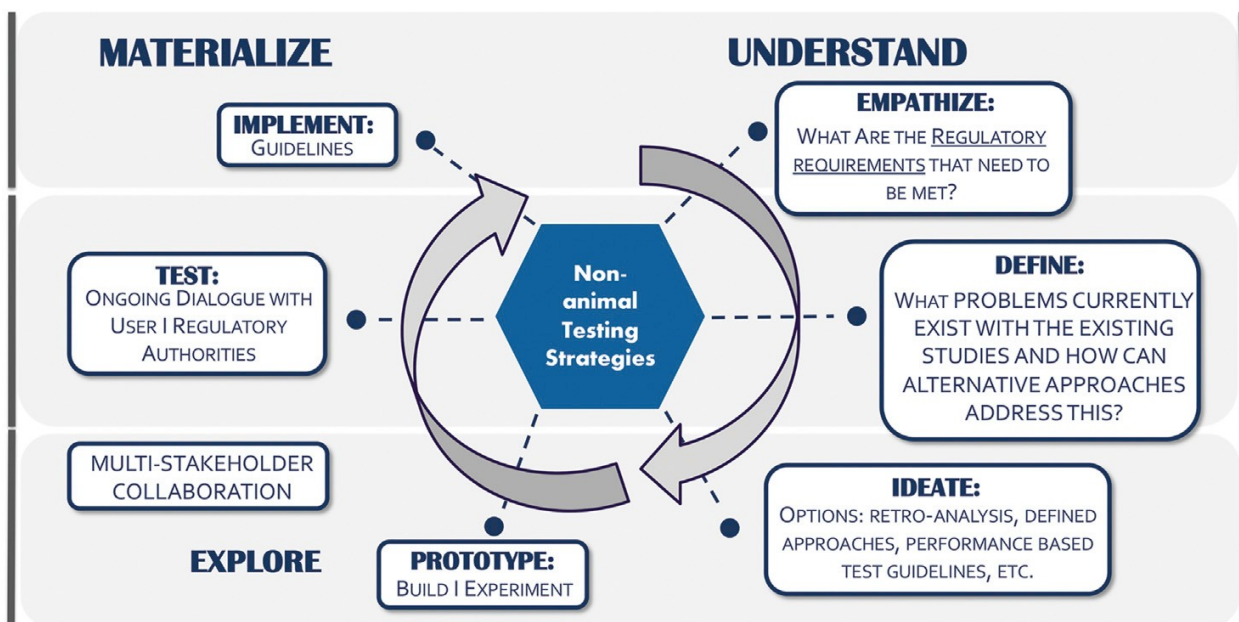 MATERIALIZE
UNDERSTAND
IMPLEMENT:
GUIDELINES
EMPATHIZE:
WHAT ARE THE REGULATORY
REQUIREMENTS THAT NEED TO
BE MET?
TEST:
ONGOING DIALOGUE WITH
USER | REGULATORY
AUTHORITIES
Non-
animal
Testing
Strategies
DEFINE:
WHAT PROBLEMS CURRENTLY
EXIST WITH THE EXISTING
STUDIES AND HOW CAN
ALTERNATIVE APPROACHES
ADDRESS THIS?
MULTI-STAKEHOLDER
COLLABORATION
EXPLORE
PROTOTYPE:
BUILD | EXPERIMENT
IDEATE:
OPTIONS: RETRO-ANALYSIS, DEFINED
APPROACHES, PERFORMANCE BASED
TEST GUIDELINES, ETC.